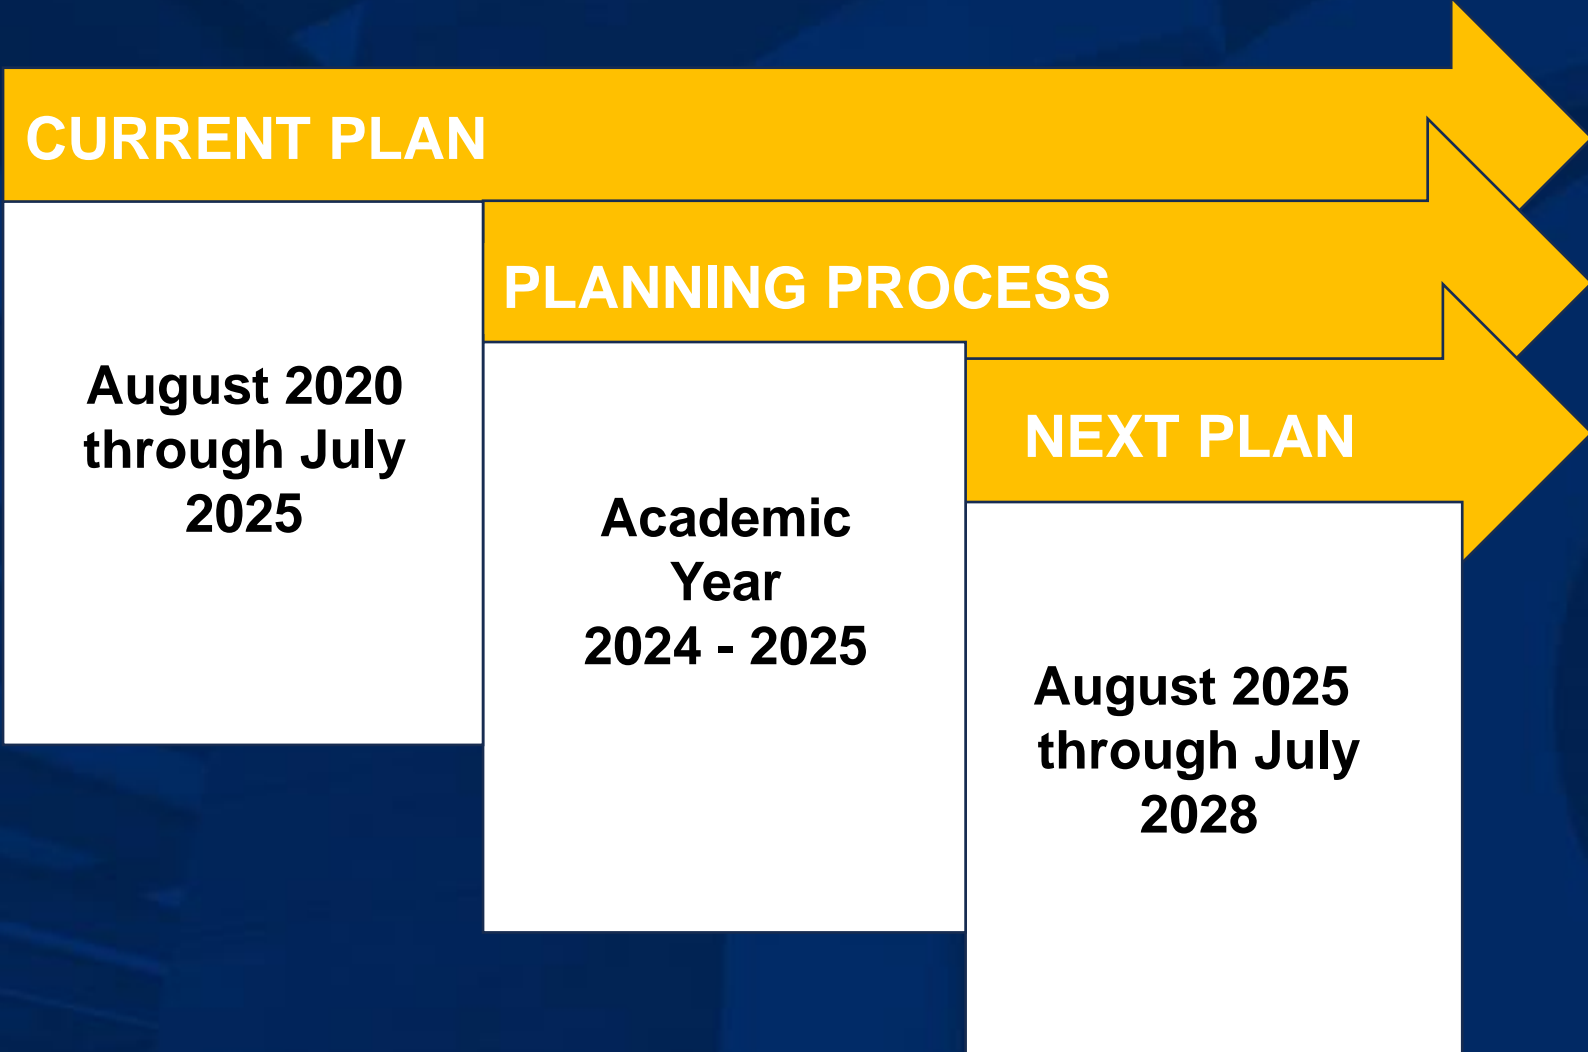 CURRENT PLAN
August 2020
through July
2025
PLANNING PROCESS
Academic
Year
2024 - 2025
NEXT PLAN
August 2025
through July
2028